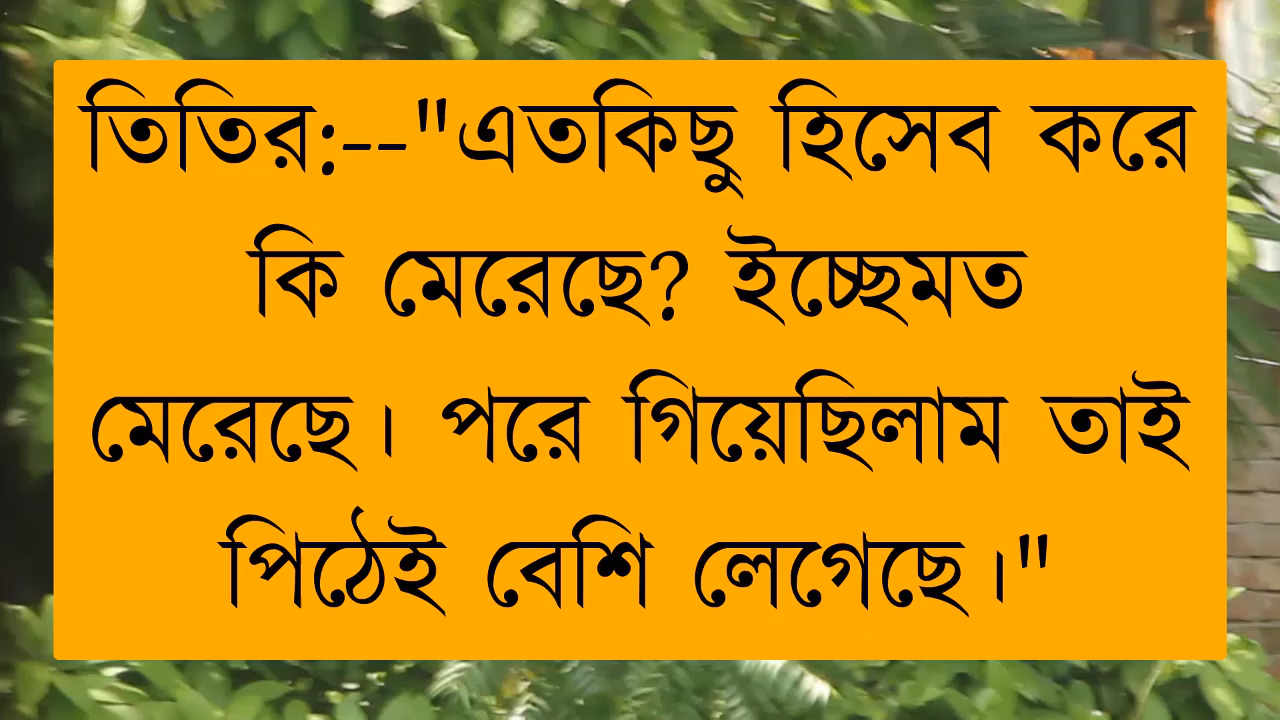 তিতির:--"এতকিছু হিসেব করে
কি মেরেছে? ইচ্ছেমত
মেরেছে। পরে গিয়েছিলাম তাই
পিঠেই বেশি লেগেছে।"